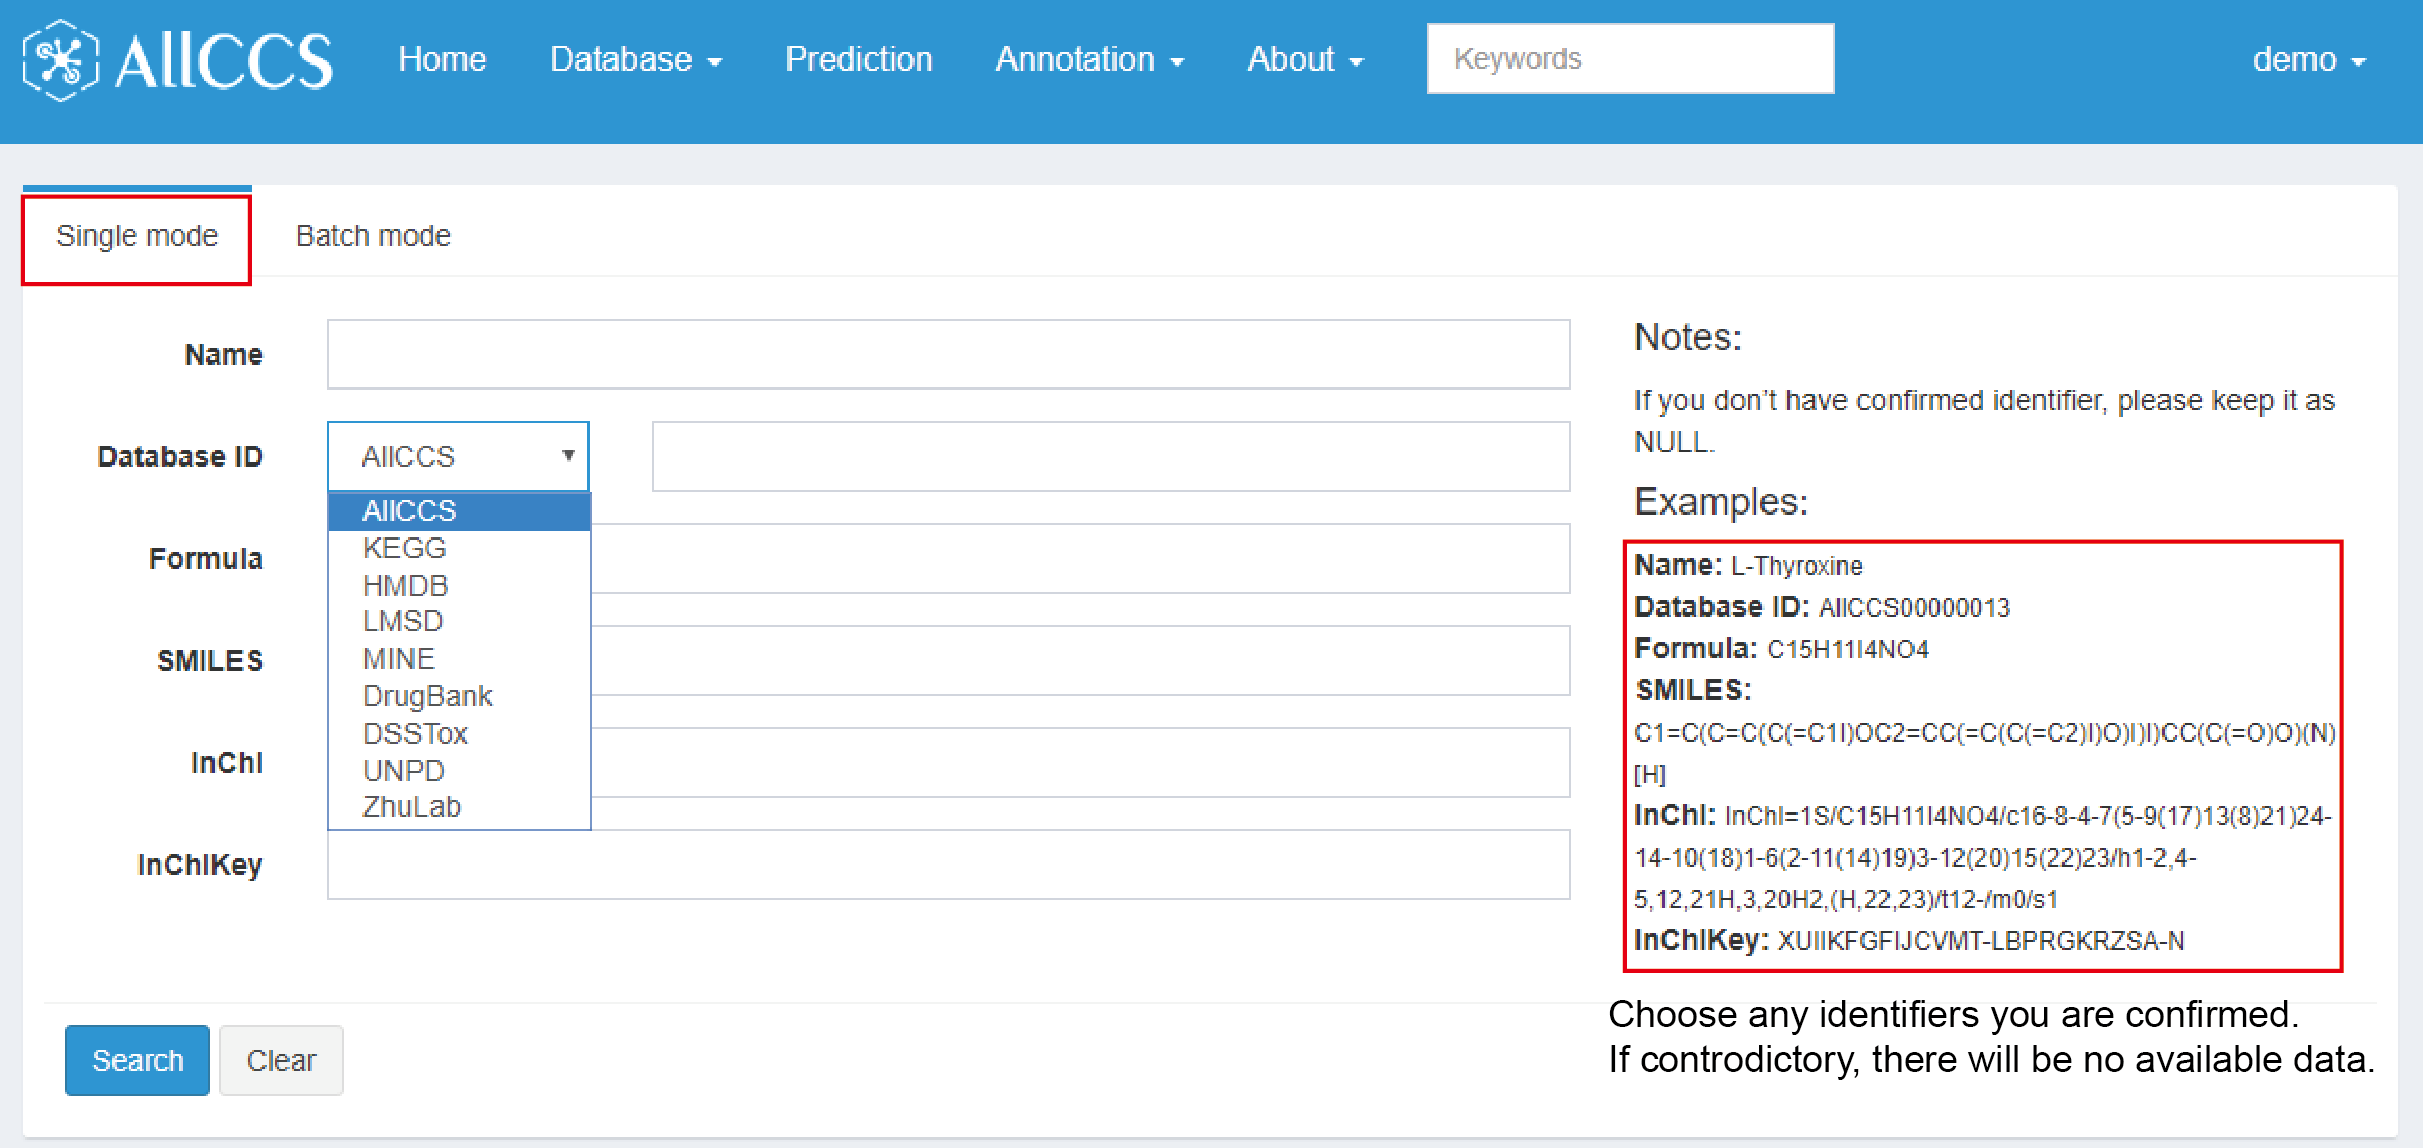 AllCCS Home Database Prediction Annotation About Keywords demo
Single mode Batch mode
Name
Database ID AllCCS
AllCCS
KEGG
HMDB
LMSD
MINE
DrugBank
DSSTox
UNPD
ZhuLab
Formula
SMILES
InChI
InChIKey
Notes:
If you don't have confirmed identifier, please keep it as
NULL.
Examples:
Name: L-Thyroxine
Database ID: AllCCS00000013
Formula: C15H11I4NO4
SMILES:
C1=C(C=C(C(=C1I)OC2=CC(=C(C(=C2)I)O)I)I)CC(C(=O)O)(N)
[H]
InChI: InChI=1S/C15H11I4NO4/c16-8-4-7(5-9(17)13(8)21)24-
14-10(18)1-6(2-11(14)19)3-12(20)15(22)23/h1-2,4-
5,12,21H,3,20H2,(H,22,23)/t12-/m0/s1
InChIKey: XUIIKFGFIJCVMT-LBPRGKRZSA-N
Choose any identifiers you are confirmed.
If controdictory, there will be no available data.
Search Clear